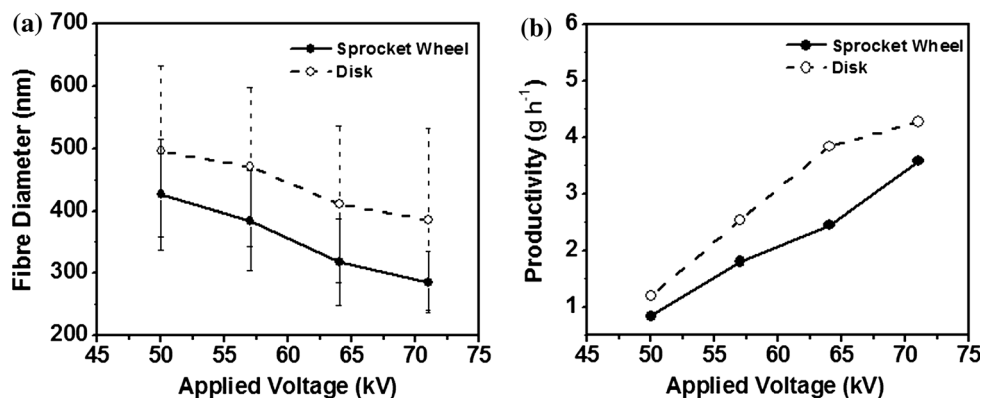 (a)
700
600
500
400
300
200
Fibre Diameter (nm)
Sprocket Wheel
Disk
45 50 55 60 65 70 75
Applied Voltage (kV)
(b)
6
5
4
3
2
1
Productivity (g h⁻¹)
Sprocket Wheel
Disk
45 50 55 60 65 70 75
Applied Voltage (kV)